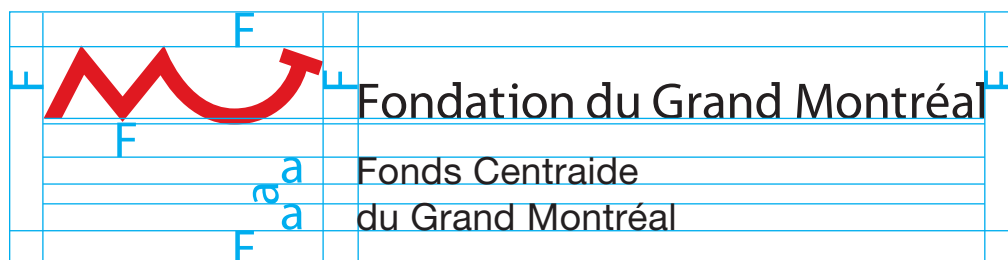 F
F F Fondation du Grand Montréal F
F
a Fonds Centraide
a
a du Grand Montréal
F